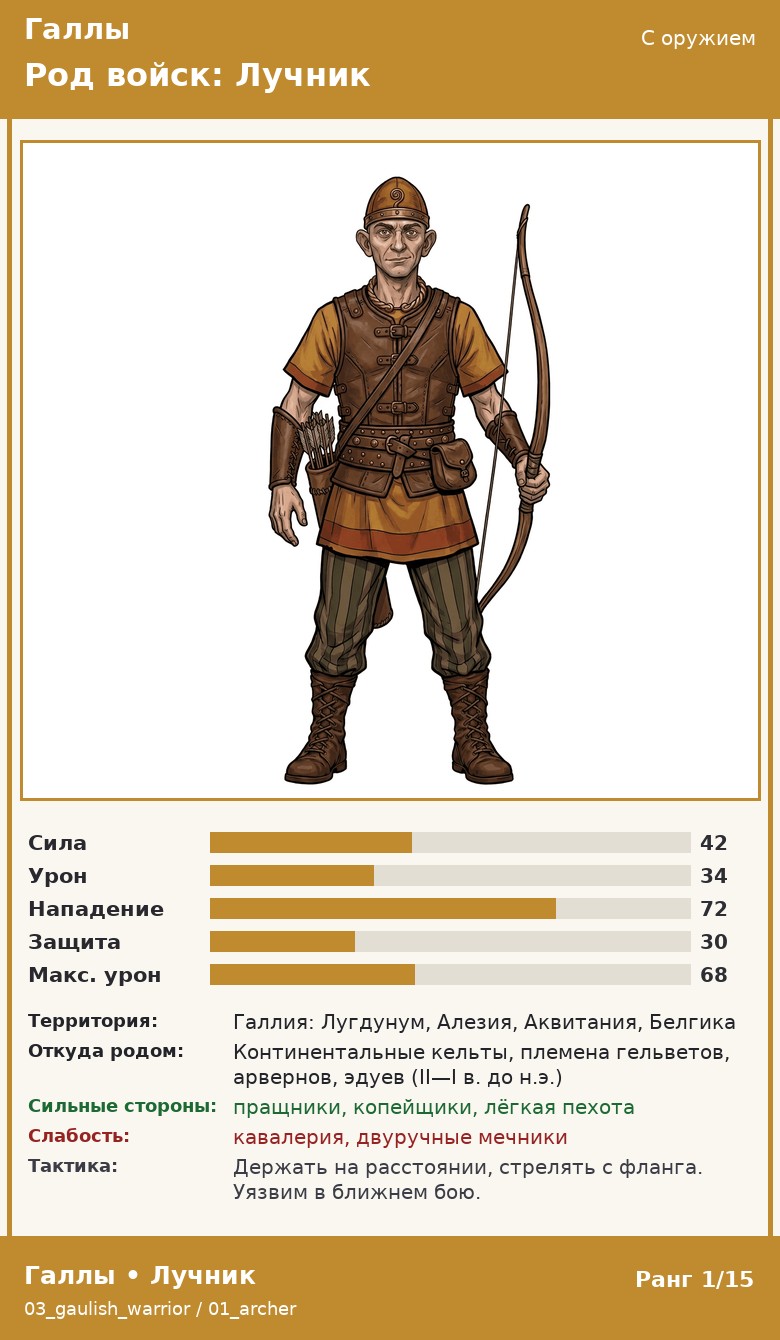 Галлы
С оружием
Род войск: Лучник
Сила 42
Урон 34
Нападение 72
Защита 30
Макс. урон 68
Территория: Галлия: Лугдунум, Алезия, Аквитания, Белгика
Откуда родом: Континентальные кельты, племена гельветов,
арвернов, эдуев (II—I в. до н.э.)
Сильные стороны: пращники, копейщики, лёгкая пехота
Слабость: кавалерия, двуручные мечники
Тактика: Держать на расстоянии, стрелять с фланга.
Уязвим в ближнем бою.
Галлы • Лучник
Ранг 1/15
03_gaulish_warrior / 01_archer